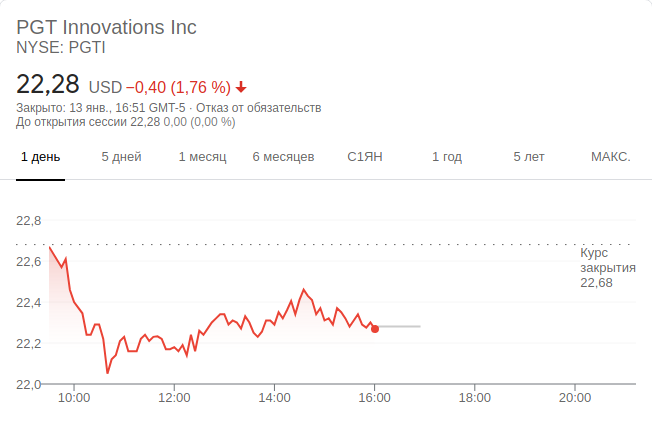 PGT Innovations Inc
NYSE: PGTI
22,28 USD −0,40 (1,76 %)
Закрыто: 13 янв., 16:51 GMT-5 · Отказ от обязательств
До открытия сессии 22,28 0,00 (0,00 %)
1 день 5 дней 1 месяц 6 месяцев С1ЯН 1 год 5 лет МАКС.
22,8
22,6
22,4
22,2
22,0
Курс
закрытия
22,68
10:00 12:00 14:00 16:00 18:00 20:00